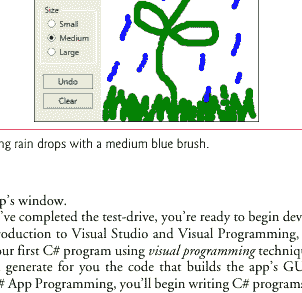 Size
Small
Medium
Large
Undo
Clear
ng rain drops with a medium blue brush.
p's window.
've completed the test-drive, you're ready to begin dev
roduction to Visual Studio and Visual Programming,
our first C# program using visual programming techniqu
generate for you the code that builds the app's GU
# App Programming, you'll begin writing C# program